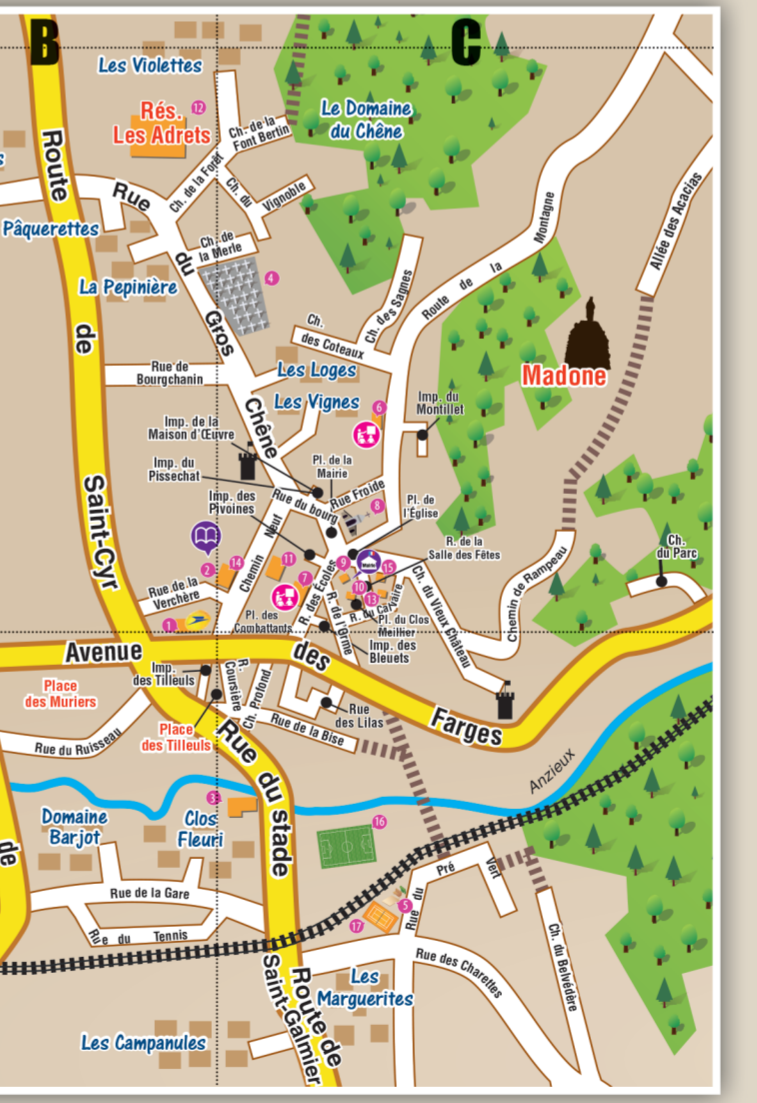 B
C
Les Violettes
Rés.
Les Adrets
12
Le Domaine
du Chêne
Ch. de la
Font Bertin
Ch. de la Forêt
Ch. du
Vignoble
Route
Rue
du
Gros
Chêne
Pâquerettes
Ch. de
la Merle
4
La Pepinière
Montagne
Route de la
Allée des Acacias
Ch. des Sagnes
Ch.
des Coteaux
de
Rue de
Bourgchanin
Les Loges
Les Vignes
Madone
6
Imp. du
Montillet
Imp. de la
Maison d'Œuvre
Imp. du
Pissechat
Pl. de la
Mairie
Imp. des
Pivoines
Rue du bourg
Rue Froide
8
Pl. de
l'Église
Saint-Cyr
R. de la
Salle des Fêtes
Chemin
Neuf
2
14
11
7
9
Mairie
15
10
13
Ch.
du Parc
Rue de la
Verchère
1
Pl. des
Combattants
R. des Écoles
R. de l'Orme
R. du Calvaire
Pl. du Clos
Meillier
Imp. des
Bleuets
Ch. du Vieux Château
Chemin de Rampeau
Avenue
des
Farges
Imp.
des Tilleuls
R.
Coursière
Ch. Profond
Place
des Muriers
Place
des Tilleuls
Rue
des Lilas
Rue de la Bise
Rue du Ruisseau
Rue du stade
Anzieux
3
Domaine
Barjot
Clos
Fleuri
16
de
Rue de la Gare
Rue du Tennis
Rue du
Pré
Vert
5
17
Rue des Charettes
Ch. du Belvédère
Les
Marguerites
Route de
Saint-Galmier
Les Campanules